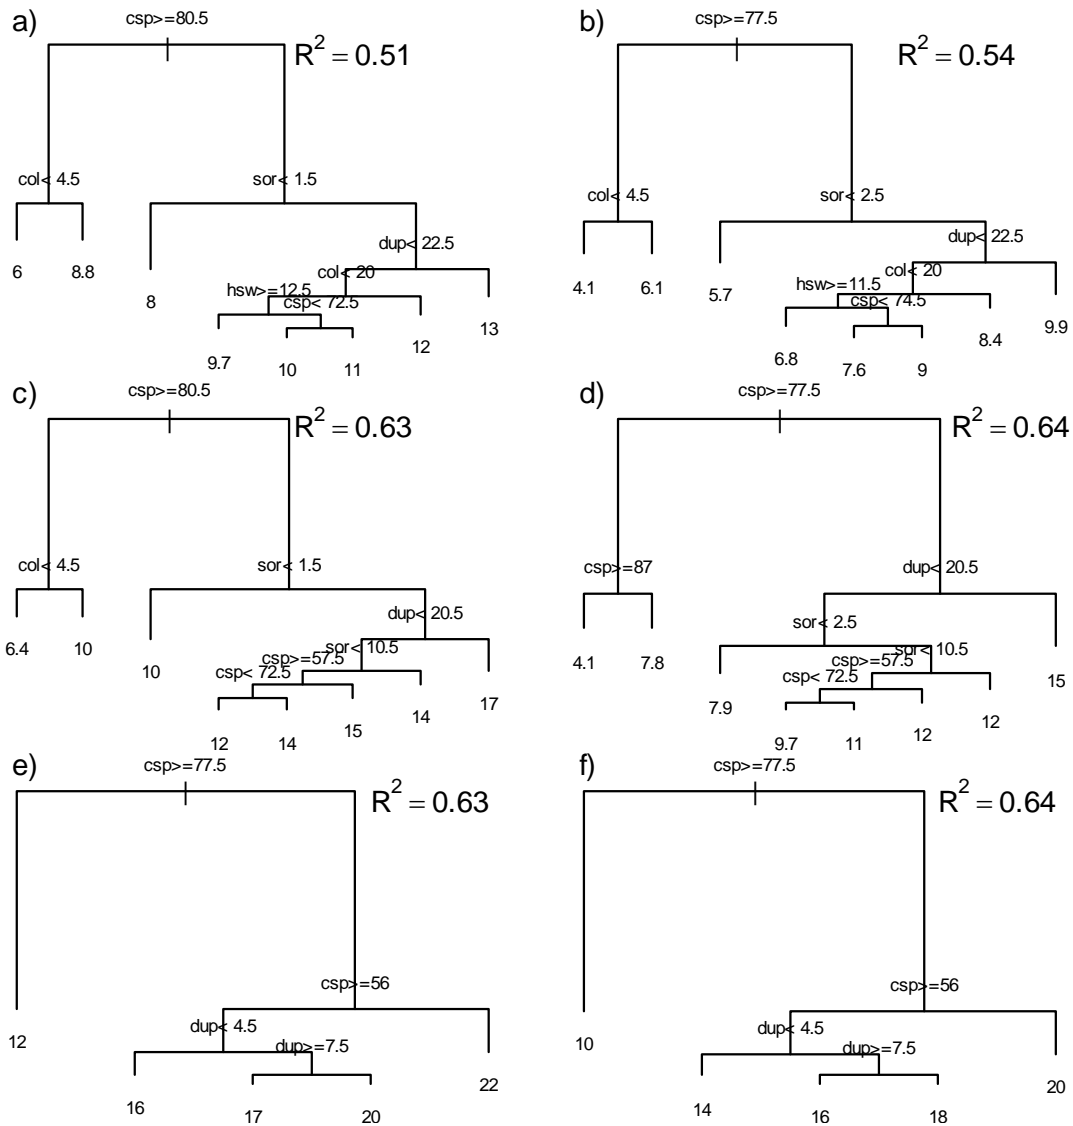 a)
csp>=80.5
R² = 0.51
col< 4.5
sor< 1.5
6
8.8
8
dup< 22.5
col< 20
hsw>=12.5
csp< 72.5
9.7
10
11
12
13
b)
csp>=77.5
R² = 0.54
col< 4.5
sor< 2.5
4.1
6.1
5.7
dup< 22.5
col< 20
hsw>=11.5
csp< 74.5
6.8
7.6
9
8.4
9.9
c)
csp>=80.5
R² = 0.63
col< 4.5
sor< 1.5
6.4
10
10
dup< 20.5
sor< 10.5
csp>=57.5
csp< 72.5
12
14
15
14
17
d)
csp>=77.5
R² = 0.64
csp>=87
dup< 20.5
4.1
7.8
sor< 2.5
sor< 10.5
csp>=57.5
csp< 72.5
7.9
9.7
11
12
12
15
e)
csp>=77.5
R² = 0.63
csp>=56
12
dup< 4.5
dup>=7.5
16
17
20
22
f)
csp>=77.5
R² = 0.64
csp>=56
10
dup< 4.5
dup>=7.5
14
16
18
20